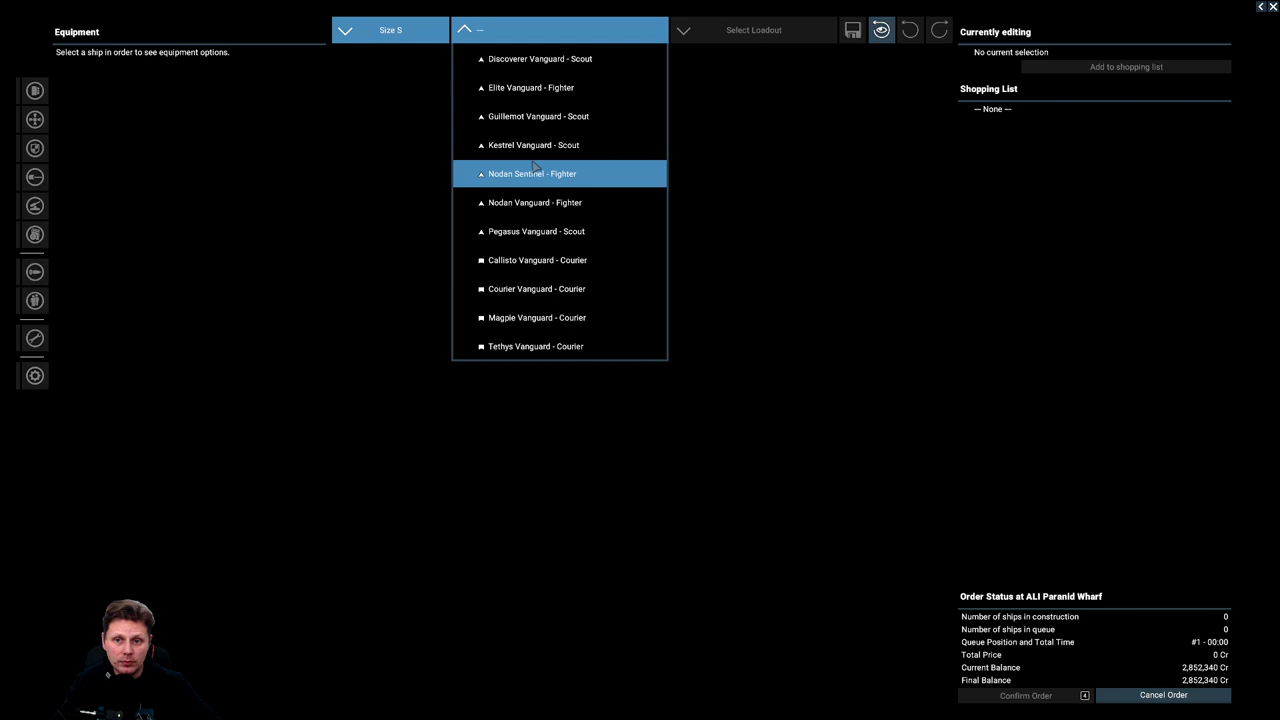 Equipment
Select a ship in order to see equipment options.
Size S
—
Select Loadout
Discoverer Vanguard - Scout
Elite Vanguard - Fighter
Guillemot Vanguard - Scout
Kestrel Vanguard - Scout
Nodan Sentinel - Fighter
Nodan Vanguard - Fighter
Pegasus Vanguard - Scout
Callisto Vanguard - Courier
Courier Vanguard - Courier
Magpie Vanguard - Courier
Tethys Vanguard - Courier
Currently editing
No current selection
Add to shopping list
Shopping List
— None —
Order Status at ALI Paranid Wharf
Number of ships in construction 0
Number of ships in queue 0
Queue Position and Total Time #1 - 00:00
Total Price 0 Cr
Current Balance 2,852,340 Cr
Final Balance 2,852,340 Cr
Confirm Order 4 Cancel Order